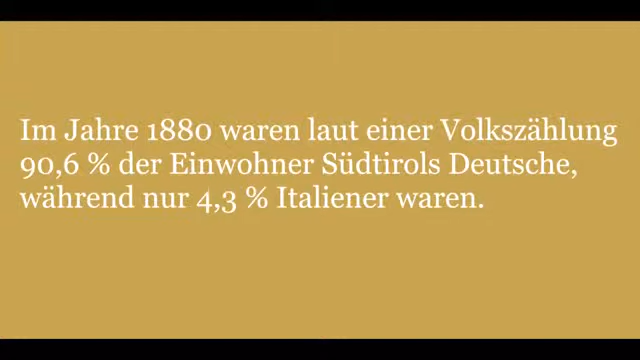 Im Jahre 1880 waren laut einer Volkszählung
90,6 % der Einwohner Südtirols Deutsche,
während nur 4,3 % Italiener waren.